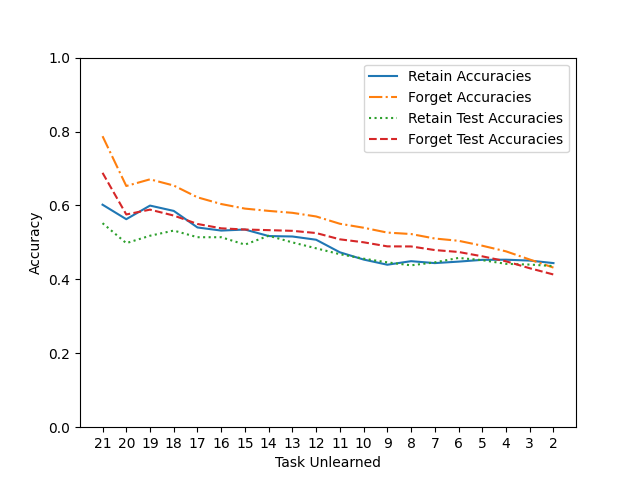 Retain Accuracies
Forget Accuracies
Retain Test Accuracies
Forget Test Accuracies
1.0
0.8
0.6
0.4
0.2
0.0
Accuracy
21 20 19 18 17 16 15 14 13 12 11 10 9 8 7 6 5 4 3 2
Task Unlearned